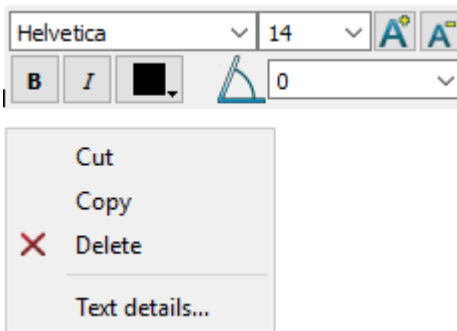 Helvetica 14 A A
B I 0
Cut
Copy
Delete
Text details...